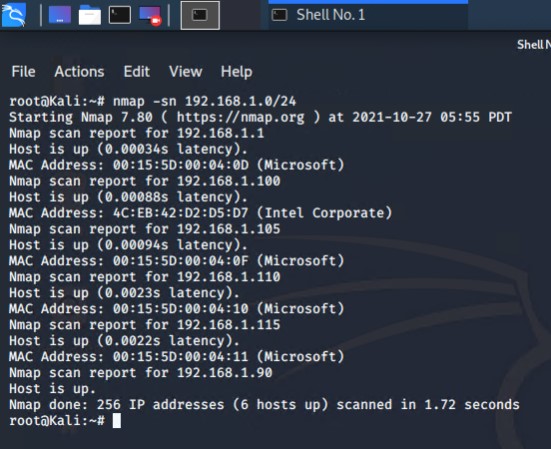 Shell No. 1
Shell N
File Actions Edit View Help
root@Kali:~# nmap -sn 192.168.1.0/24
Starting Nmap 7.80 ( https://nmap.org ) at 2021-10-27 05:55 PDT
Nmap scan report for 192.168.1.1
Host is up (0.00034s latency).
MAC Address: 00:15:5D:00:04:0D (Microsoft)
Nmap scan report for 192.168.1.100
Host is up (0.00088s latency).
MAC Address: 4C:EB:42:D2:D5:D7 (Intel Corporate)
Nmap scan report for 192.168.1.105
Host is up (0.00094s latency).
MAC Address: 00:15:5D:00:04:0F (Microsoft)
Nmap scan report for 192.168.1.110
Host is up (0.0023s latency).
MAC Address: 00:15:5D:00:04:10 (Microsoft)
Nmap scan report for 192.168.1.115
Host is up (0.0022s latency).
MAC Address: 00:15:5D:00:04:11 (Microsoft)
Nmap scan report for 192.168.1.90
Host is up.
Nmap done: 256 IP addresses (6 hosts up) scanned in 1.72 seconds
root@Kali:~#